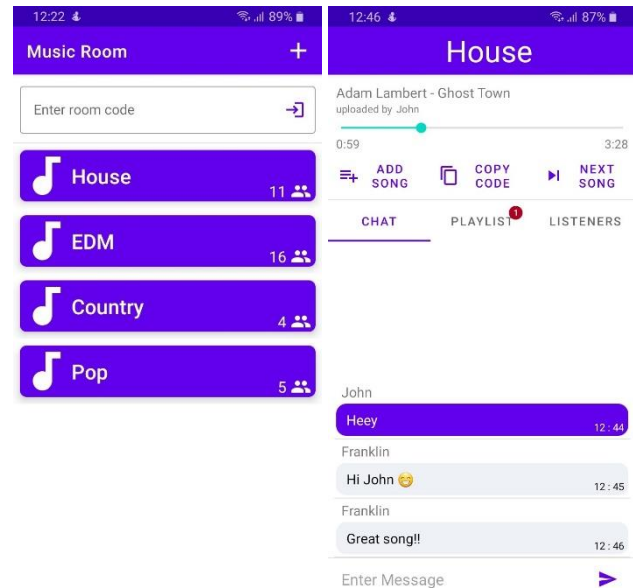 12:22 89%
Music Room +
Enter room code
House
11
EDM
16
Country
4
Pop
5
12:46 87%
House
Adam Lambert - Ghost Town
uploaded by John
0:59 3:28
ADD SONG
COPY CODE
NEXT SONG
CHAT PLAYLIST 1 LISTENERS
John
Heey
12 : 44
Franklin
Hi John 😁
12 : 45
Franklin
Great song!!
12 : 46
Enter Message